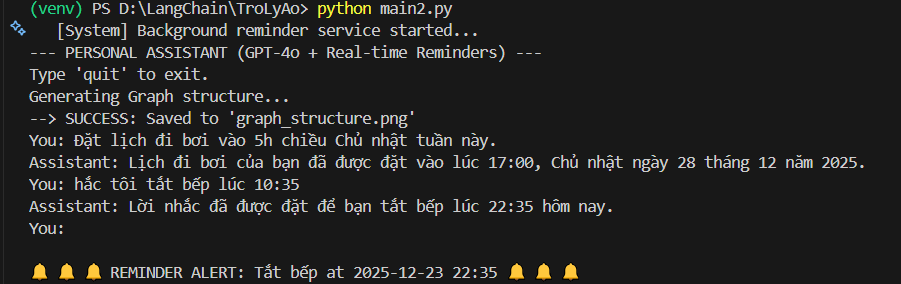 (venv) PS D:\LangChain\TroLyAo> python main2.py
[System] Background reminder service started...
--- PERSONAL ASSISTANT (GPT-4o + Real-time Reminders) ---
Type 'quit' to exit.
Generating Graph structure...
--> SUCCESS: Saved to 'graph_structure.png'
You: Đặt lịch đi bơi vào 5h chiều Chủ nhật tuần này.
Assistant: Lịch đi bơi của bạn đã được đặt vào lúc 17:00, Chủ nhật ngày 28 tháng 12 năm 2025.
You: hắc tôi tắt bếp lúc 10:35
Assistant: Lời nhắc đã được đặt để bạn tắt bếp lúc 22:35 hôm nay.
You:
🔔 🔔 🔔 REMINDER ALERT: Tắt bếp at 2025-12-23 22:35 🔔 🔔 🔔